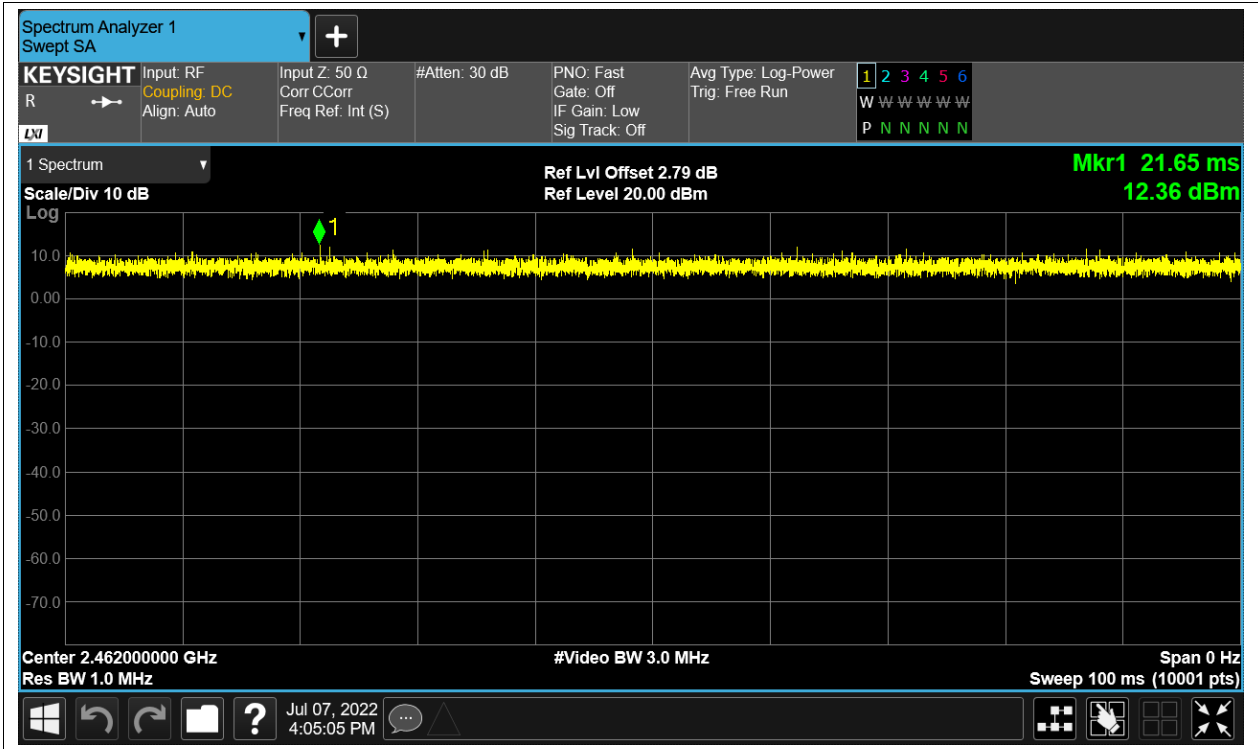 Spectrum Analyzer 1
Swept SA
+
KEYSIGHT
R
LXI
Input: RF
Coupling: DC
Align: Auto
Input Z: 50 Ω
Corr CCorr
Freq Ref: Int (S)
#Atten: 30 dB
PNO: Fast
Gate: Off
IF Gain: Low
Sig Track: Off
Avg Type: Log-Power
Trig: Free Run
1 2 3 4 5 6
W W W W W W
P N N N N N
1 Spectrum
Scale/Div 10 dB
Log
Ref Lvl Offset 2.79 dB
Ref Level 20.00 dBm
Mkr1 21.65 ms
12.36 dBm
1
10.0
0.00
-10.0
-20.0
-30.0
-40.0
-50.0
-60.0
-70.0
Center 2.462000000 GHz
Res BW 1.0 MHz
#Video BW 3.0 MHz
Span 0 Hz
Sweep 100 ms (10001 pts)
?
Jul 07, 2022
4:05:05 PM